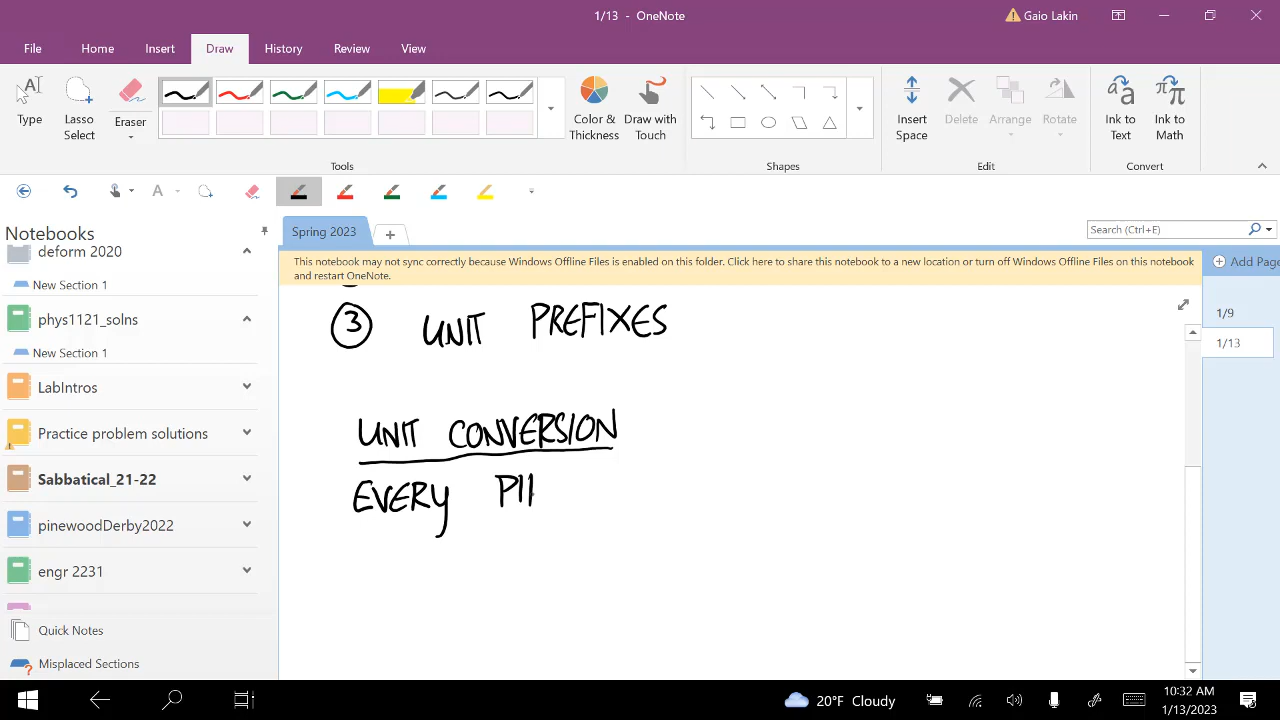 1/13 - OneNote
Gaio Lakin
File Home Insert Draw History Review View
Type
Lasso Select
Eraser
Color & Thickness
Draw with Touch
Insert Space
Delete
Arrange
Rotate
Ink to Text
Ink to Math
Tools
Shapes
Edit
Convert
Notebooks
Spring 2023
Search (Ctrl+E)
This notebook may not sync correctly because Windows Offline Files is enabled on this folder. Click here to share this notebook to a new location or turn off Windows Offline Files on this notebook
and restart OneNote.
Add Page
1/9
1/13
deform 2020
New Section 1
phys1121_solns
New Section 1
LabIntros
Practice problem solutions
Sabbatical_21-22
pinewoodDerby2022
engr 2231
Quick Notes
Misplaced Sections
3 UNIT PREFIXES
UNIT CONVERSION
EVERY
20°F Cloudy
10:32 AM
1/13/2023